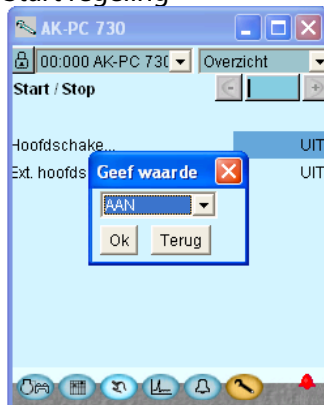 Start regeling
AK-PC 730
00:000 AK-PC 73( Overzicht
Start / Stop
Hoofdschake... UIT
Ext. hoofds UIT
Geef waarde
AAN
Ok Terug